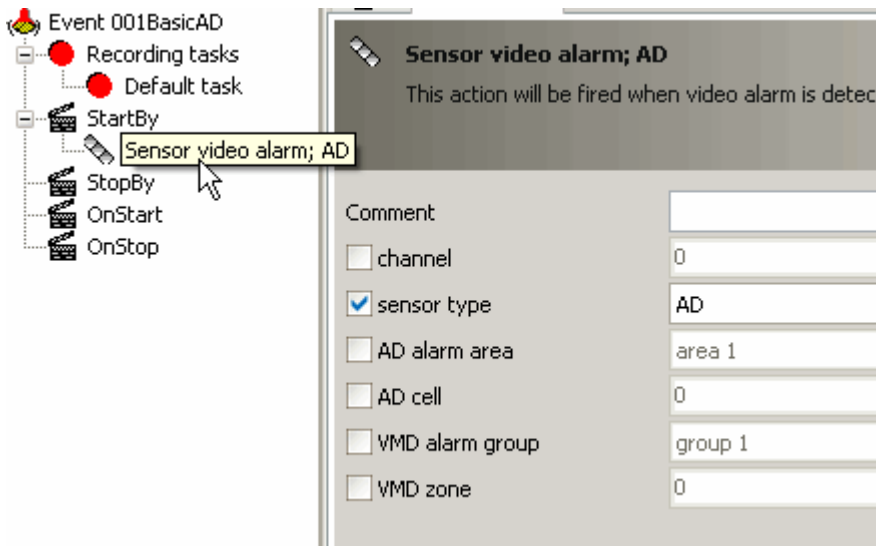 Event 001BasicAD
Recording tasks
Default task
StartBy
Sensor video alarm; AD
StopBy
OnStart
OnStop
Sensor video alarm; AD
This action will be fired when video alarm is detec
Comment
channel 0
sensor type AD
AD alarm area area 1
AD cell 0
VMD alarm group group 1
VMD zone 0